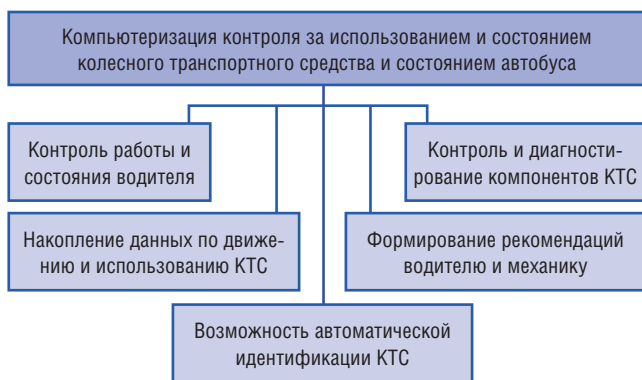 Компьютеризация контроля за использованием и состоянием
колесного транспортного средства и состоянием автобуса
Контроль работы и
состояния водителя
Контроль и диагности-
рование компонентов КТС
Накопление данных по движе-
нию и использованию КТС
Формирование рекомендаций
водителю и механику
Возможность автоматической
идентификации КТС